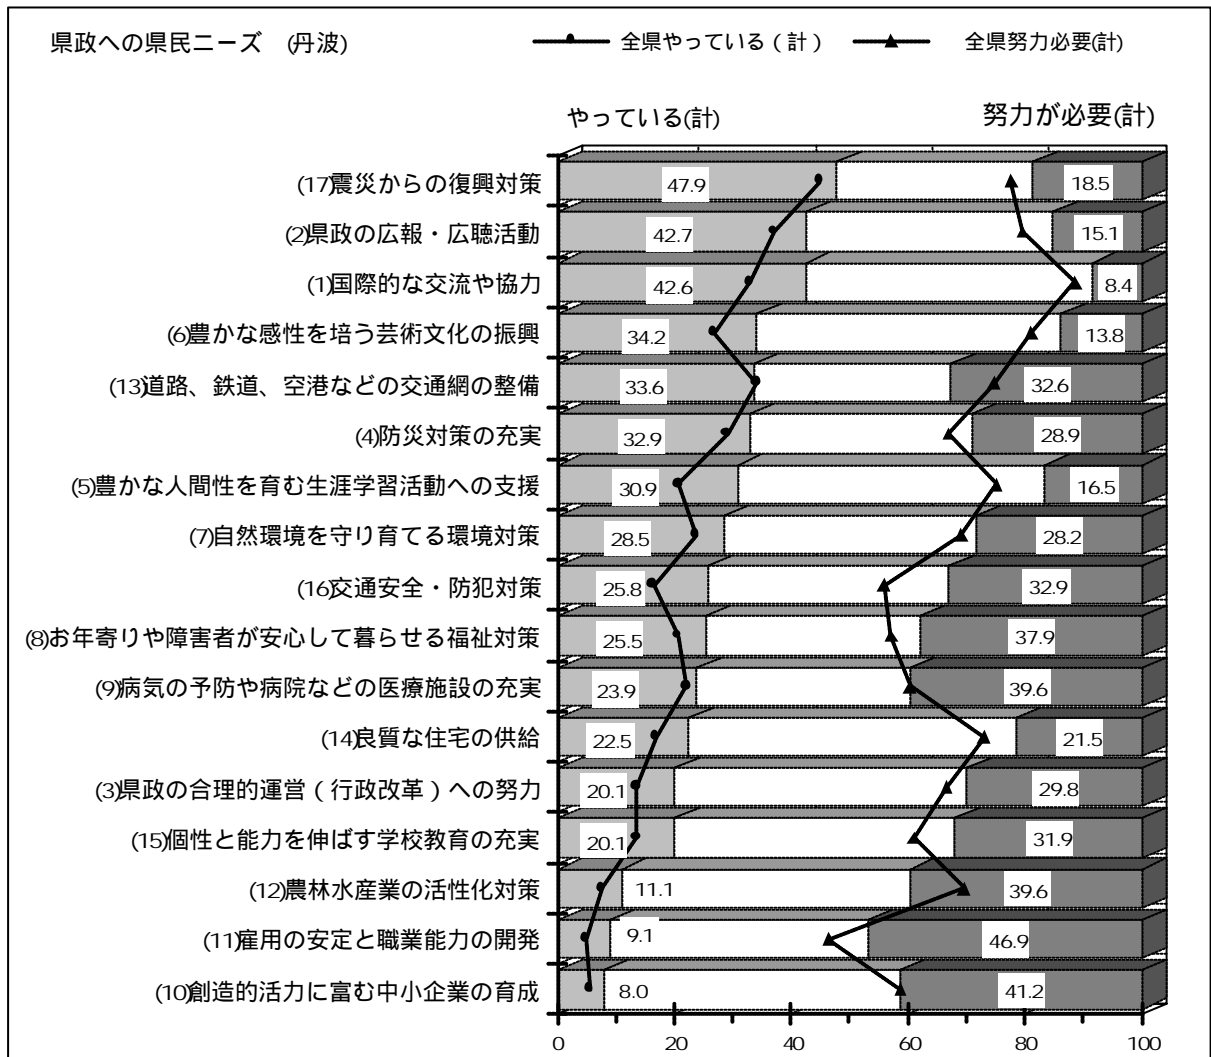 県政への県民ニーズ (丹波)
全県やっている(計) 全県努力必要(計)
やっている(計) 努力が必要(計)
(17)震災からの復興対策 47.9 18.5
(2)県政の広報・広聴活動 42.7 15.1
(1)国際的な交流や協力 42.6 8.4
(6)豊かな感性を培う芸術文化の振興 34.2 13.8
(13)道路、鉄道、空港などの交通網の整備 33.6 32.6
(4)防災対策の充実 32.9 28.9
(5)豊かな人間性を育む生涯学習活動への支援 30.9 16.5
(7)自然環境を守り育てる環境対策 28.5 28.2
(16)交通安全・防犯対策 25.8 32.9
(8)お年寄りや障害者が安心して暮らせる福祉対策 25.5 37.9
(9)病気の予防や病院などの医療施設の充実 23.9 39.6
(14)良質な住宅の供給 22.5 21.5
(3)県政の合理的運営(行政改革)への努力 20.1 29.8
(15)個性と能力を伸ばす学校教育の充実 20.1 31.9
(12)農林水産業の活性化対策 11.1 39.6
(11)雇用の安定と職業能力の開発 9.1 46.9
(10)創造的活力に富む中小企業の育成 8.0 41.2
0 20 40 60 80 100